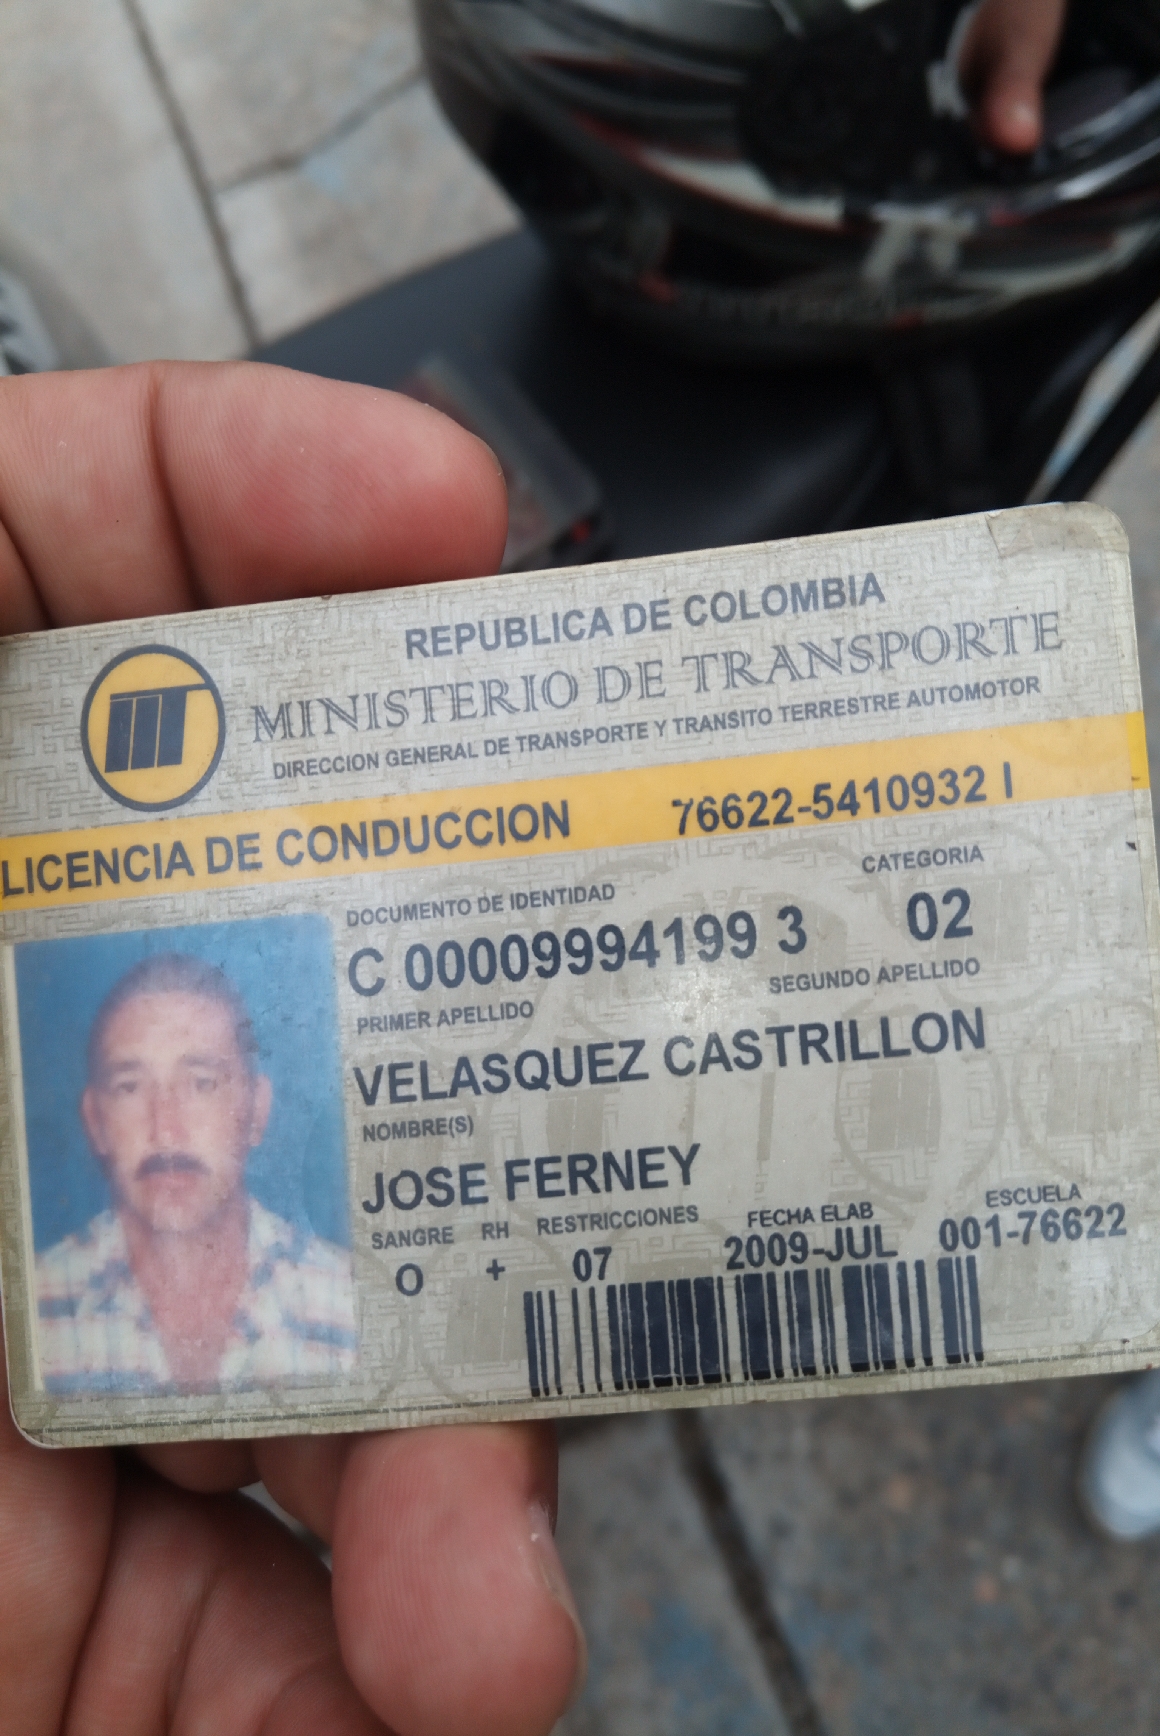 REPUBLICA DE COLOMBIA
MINISTERIO DE TRANSPORTE
DIRECCION GENERAL DE TRANSPORTE Y TRANSITO TERRESTRE AUTOMOTOR
LICENCIA DE CONDUCCION 76622-5410932 I
DOCUMENTO DE IDENTIDAD CATEGORIA
C 00009994199 3 02
PRIMER APELLIDO SEGUNDO APELLIDO
VELASQUEZ CASTRILLON
NOMBRE(S)
JOSE FERNEY
SANGRE RH RESTRICCIONES FECHA ELAB ESCUELA
O + 07 2009-JUL 001-76622